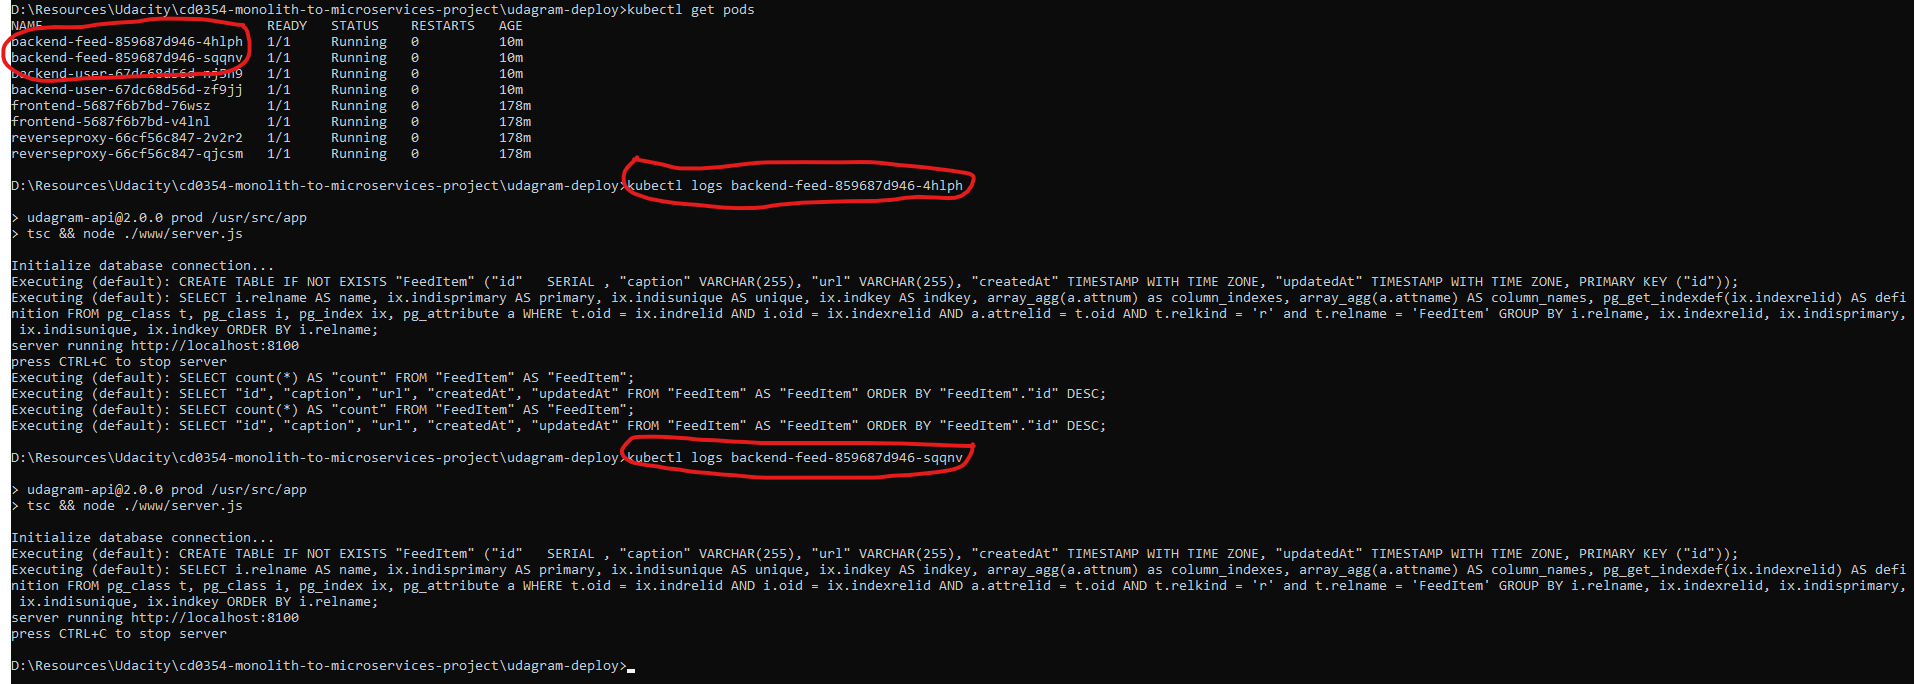 D:\Resources\Udacity\cd0354-monolith-to-microservices-project\udagram-deploy>kubectl get pods
NAME READY STATUS RESTARTS AGE
backend-feed-859687d946-4hlph 1/1 Running 0 10m
backend-feed-859687d946-sqqnv 1/1 Running 0 10m
backend-user-67dc68d56d-nj5h9 1/1 Running 0 10m
backend-user-67dc68d56d-zf9jj 1/1 Running 0 10m
frontend-5687f6b7bd-76wsz 1/1 Running 0 178m
frontend-5687f6b7bd-v4lnl 1/1 Running 0 178m
reverseproxy-66cf56c847-2v2r2 1/1 Running 0 178m
reverseproxy-66cf56c847-qjcsm 1/1 Running 0 178m
D:\Resources\Udacity\cd0354-monolith-to-microservices-project\udagram-deploy>kubectl logs backend-feed-859687d946-4hlph
> udagram-api@2.0.0 prod /usr/src/app
> tsc && node ./www/server.js
Initialize database connection...
Executing (default): CREATE TABLE IF NOT EXISTS "FeedItem" ("id"   SERIAL , "caption" VARCHAR(255), "url" VARCHAR(255), "createdAt" TIMESTAMP WITH TIME ZONE, "updatedAt" TIMESTAMP WITH TIME ZONE, PRIMARY KEY ("id"));
Executing (default): SELECT i.relname AS name, ix.indisprimary AS primary, ix.indisunique AS unique, ix.indkey AS indkey, array_agg(a.attnum) as column_indexes, array_agg(a.attname) AS column_names, pg_get_indexdef(ix.indexrelid) AS defi
nition FROM pg_class t, pg_class i, pg_index ix, pg_attribute a WHERE t.oid = ix.indrelid AND i.oid = ix.indexrelid AND a.attrelid = t.oid AND t.relkind = 'r' and t.relname = 'FeedItem' GROUP BY i.relname, ix.indexrelid, ix.indisprimary,
ix.indisunique, ix.indkey ORDER BY i.relname;
server running http://localhost:8100
press CTRL+C to stop server
Executing (default): SELECT count(*) AS "count" FROM "FeedItem" AS "FeedItem";
Executing (default): SELECT "id", "caption", "url", "createdAt", "updatedAt" FROM "FeedItem" AS "FeedItem" ORDER BY "FeedItem"."id" DESC;
Executing (default): SELECT count(*) AS "count" FROM "FeedItem" AS "FeedItem";
Executing (default): SELECT "id", "caption", "url", "createdAt", "updatedAt" FROM "FeedItem" AS "FeedItem" ORDER BY "FeedItem"."id" DESC;
D:\Resources\Udacity\cd0354-monolith-to-microservices-project\udagram-deploy>kubectl logs backend-feed-859687d946-sqqnv
> udagram-api@2.0.0 prod /usr/src/app
> tsc && node ./www/server.js
Initialize database connection...
Executing (default): CREATE TABLE IF NOT EXISTS "FeedItem" ("id"   SERIAL , "caption" VARCHAR(255), "url" VARCHAR(255), "createdAt" TIMESTAMP WITH TIME ZONE, "updatedAt" TIMESTAMP WITH TIME ZONE, PRIMARY KEY ("id"));
Executing (default): SELECT i.relname AS name, ix.indisprimary AS primary, ix.indisunique AS unique, ix.indkey AS indkey, array_agg(a.attnum) as column_indexes, array_agg(a.attname) AS column_names, pg_get_indexdef(ix.indexrelid) AS defi
nition FROM pg_class t, pg_class i, pg_index ix, pg_attribute a WHERE t.oid = ix.indrelid AND i.oid = ix.indexrelid AND a.attrelid = t.oid AND t.relkind = 'r' and t.relname = 'FeedItem' GROUP BY i.relname, ix.indexrelid, ix.indisprimary,
ix.indisunique, ix.indkey ORDER BY i.relname;
server running http://localhost:8100
press CTRL+C to stop server
D:\Resources\Udacity\cd0354-monolith-to-microservices-project\udagram-deploy>